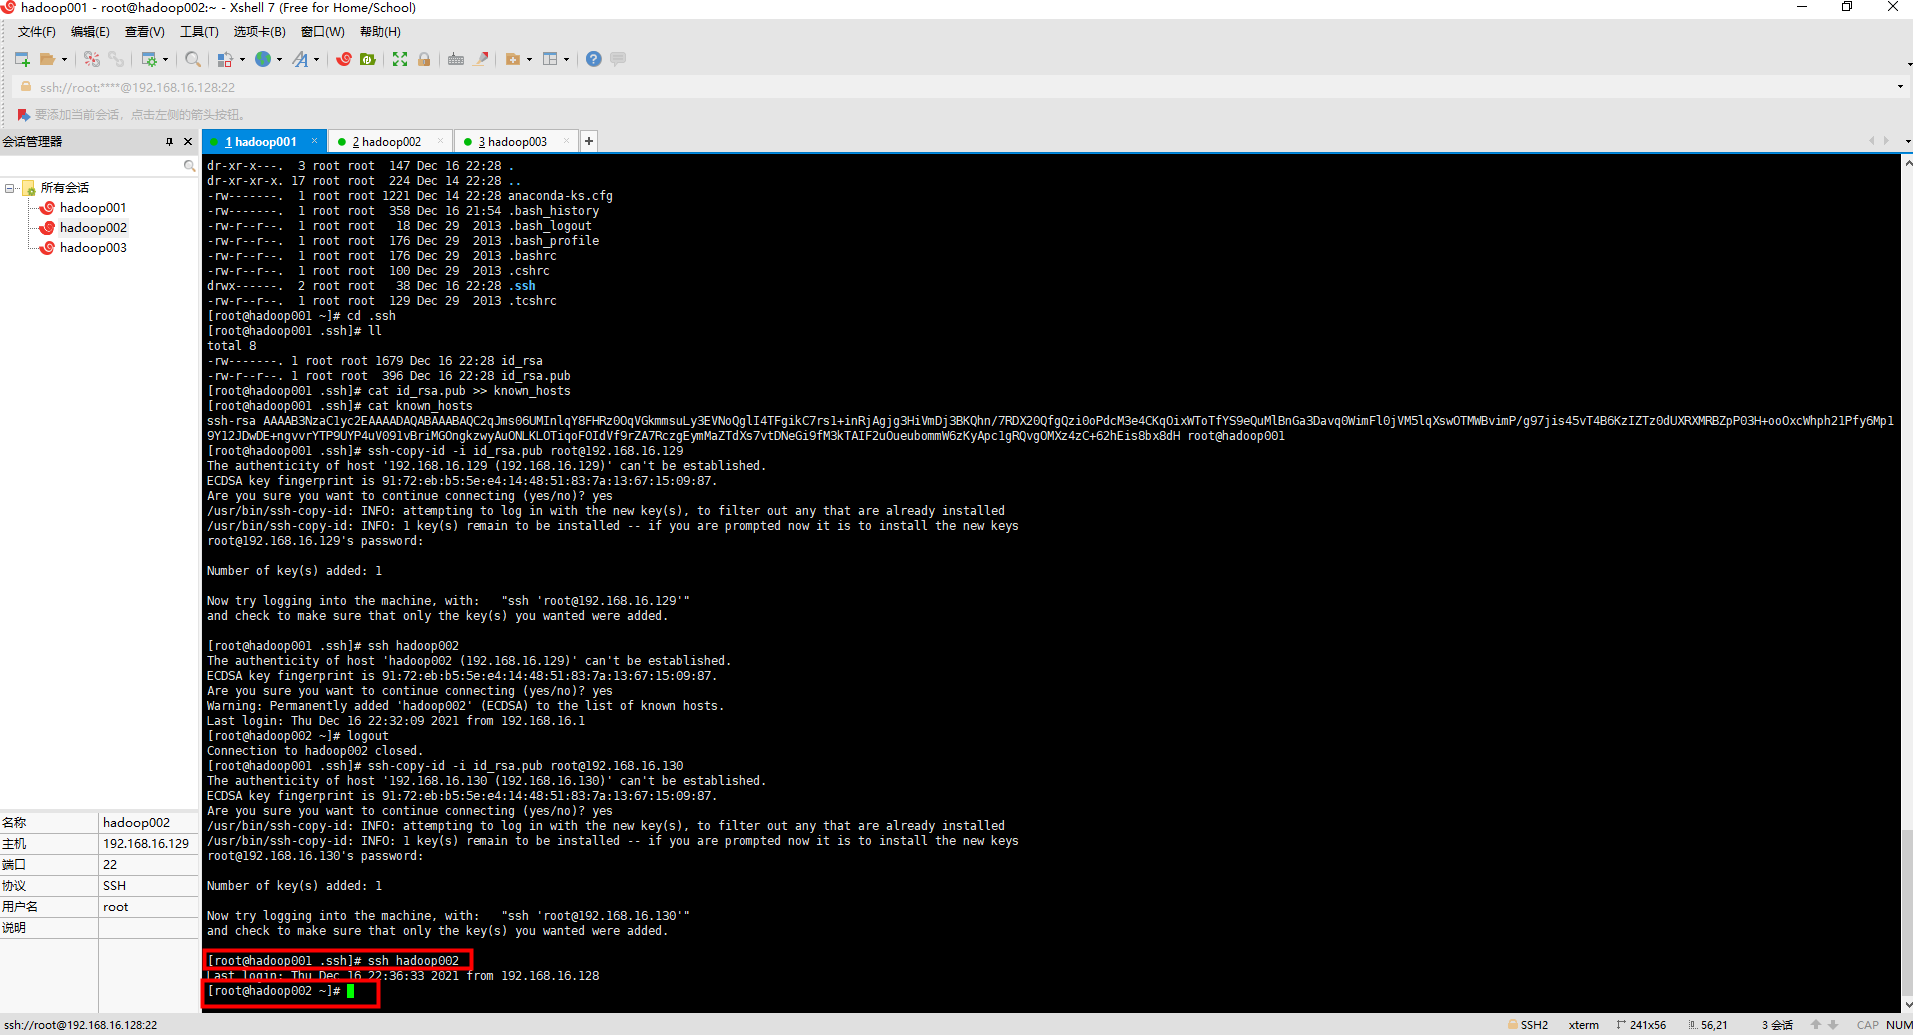 hadoop001 - root@hadoop002:~ - Xshell 7 (Free for Home/School)
文件(F) 编辑(E) 查看(V) 工具(T) 选项卡(B) 窗口(W) 帮助(H)
ssh://root:****@192.168.16.128:22
要添加当前会话，点击左侧的箭头按钮。
会话管理器
1 hadoop001 2 hadoop002 3 hadoop003
所有会话
hadoop001
hadoop002
hadoop003
名称 hadoop002
主机 192.168.16.129
端口 22
协议 SSH
用户名 root
说明
dr-xr-x---. 3 root root 147 Dec 16 22:28 .
dr-xr-xr-x. 17 root root 224 Dec 14 22:28 ..
-rw-------. 1 root root 1221 Dec 14 22:28 anaconda-ks.cfg
-rw-------. 1 root root 358 Dec 16 21:54 .bash_history
-rw-r--r--. 1 root root 18 Dec 29 2013 .bash_logout
-rw-r--r--. 1 root root 176 Dec 29 2013 .bash_profile
-rw-r--r--. 1 root root 176 Dec 29 2013 .bashrc
-rw-r--r--. 1 root root 100 Dec 29 2013 .cshrc
drwx------. 2 root root 38 Dec 16 22:28 .ssh
-rw-r--r--. 1 root root 129 Dec 29 2013 .tcshrc
[root@hadoop001 ~]# cd .ssh
[root@hadoop001 .ssh]# ll
total 8
-rw-------. 1 root root 1679 Dec 16 22:28 id_rsa
-rw-r--r--. 1 root root 396 Dec 16 22:28 id_rsa.pub
[root@hadoop001 .ssh]# cat id_rsa.pub >> known_hosts
[root@hadoop001 .ssh]# cat known_hosts
ssh-rsa
root@hadoop001
[root@hadoop001 .ssh]# ssh-copy-id -i id_rsa.pub root@192.168.16.129
The authenticity of host '192.168.16.129 (192.168.16.129)' can't be established.
ECDSA key fingerprint is 91:72:eb:b5:5e:e4:14:48:51:83:7a:13:67:15:09:87.
Are you sure you want to continue connecting (yes/no)? yes
/usr/bin/ssh-copy-id: INFO: attempting to log in with the new key(s), to filter out any that are already installed
/usr/bin/ssh-copy-id: INFO: 1 key(s) remain to be installed -- if you are prompted now it is to install the new keys
root@192.168.16.129's password:
Number of key(s) added: 1
Now try logging into the machine, with: "ssh 'root@192.168.16.129'"
and check to make sure that only the key(s) you wanted were added.
[root@hadoop001 .ssh]# ssh hadoop002
The authenticity of host 'hadoop002 (192.168.16.129)' can't be established.
ECDSA key fingerprint is 91:72:eb:b5:5e:e4:14:48:51:83:7a:13:67:15:09:87.
Are you sure you want to continue connecting (yes/no)? yes
Warning: Permanently added 'hadoop002' (ECDSA) to the list of known hosts.
Last login: Thu Dec 16 22:32:09 2021 from 192.168.16.1
[root@hadoop002 ~]# logout
Connection to hadoop002 closed.
[root@hadoop001 .ssh]# ssh-copy-id -i id_rsa.pub root@192.168.16.130
The authenticity of host '192.168.16.130 (192.168.16.130)' can't be established.
ECDSA key fingerprint is 91:72:eb:b5:5e:e4:14:48:51:83:7a:13:67:15:09:87.
Are you sure you want to continue connecting (yes/no)? yes
/usr/bin/ssh-copy-id: INFO: attempting to log in with the new key(s), to filter out any that are already installed
/usr/bin/ssh-copy-id: INFO: 1 key(s) remain to be installed -- if you are prompted now it is to install the new keys
root@192.168.16.130's password:
Number of key(s) added: 1
Now try logging into the machine, with: "ssh 'root@192.168.16.130'"
and check to make sure that only the key(s) you wanted were added.
[root@hadoop001 .ssh]# ssh hadoop002
Last login: Thu Dec 16 22:36:33 2021 from 192.168.16.128
[root@hadoop002 ~]#
ssh://root@192.168.16.128:22 SSH2 xterm 241x56 56,21 3 会话 CAP NUM